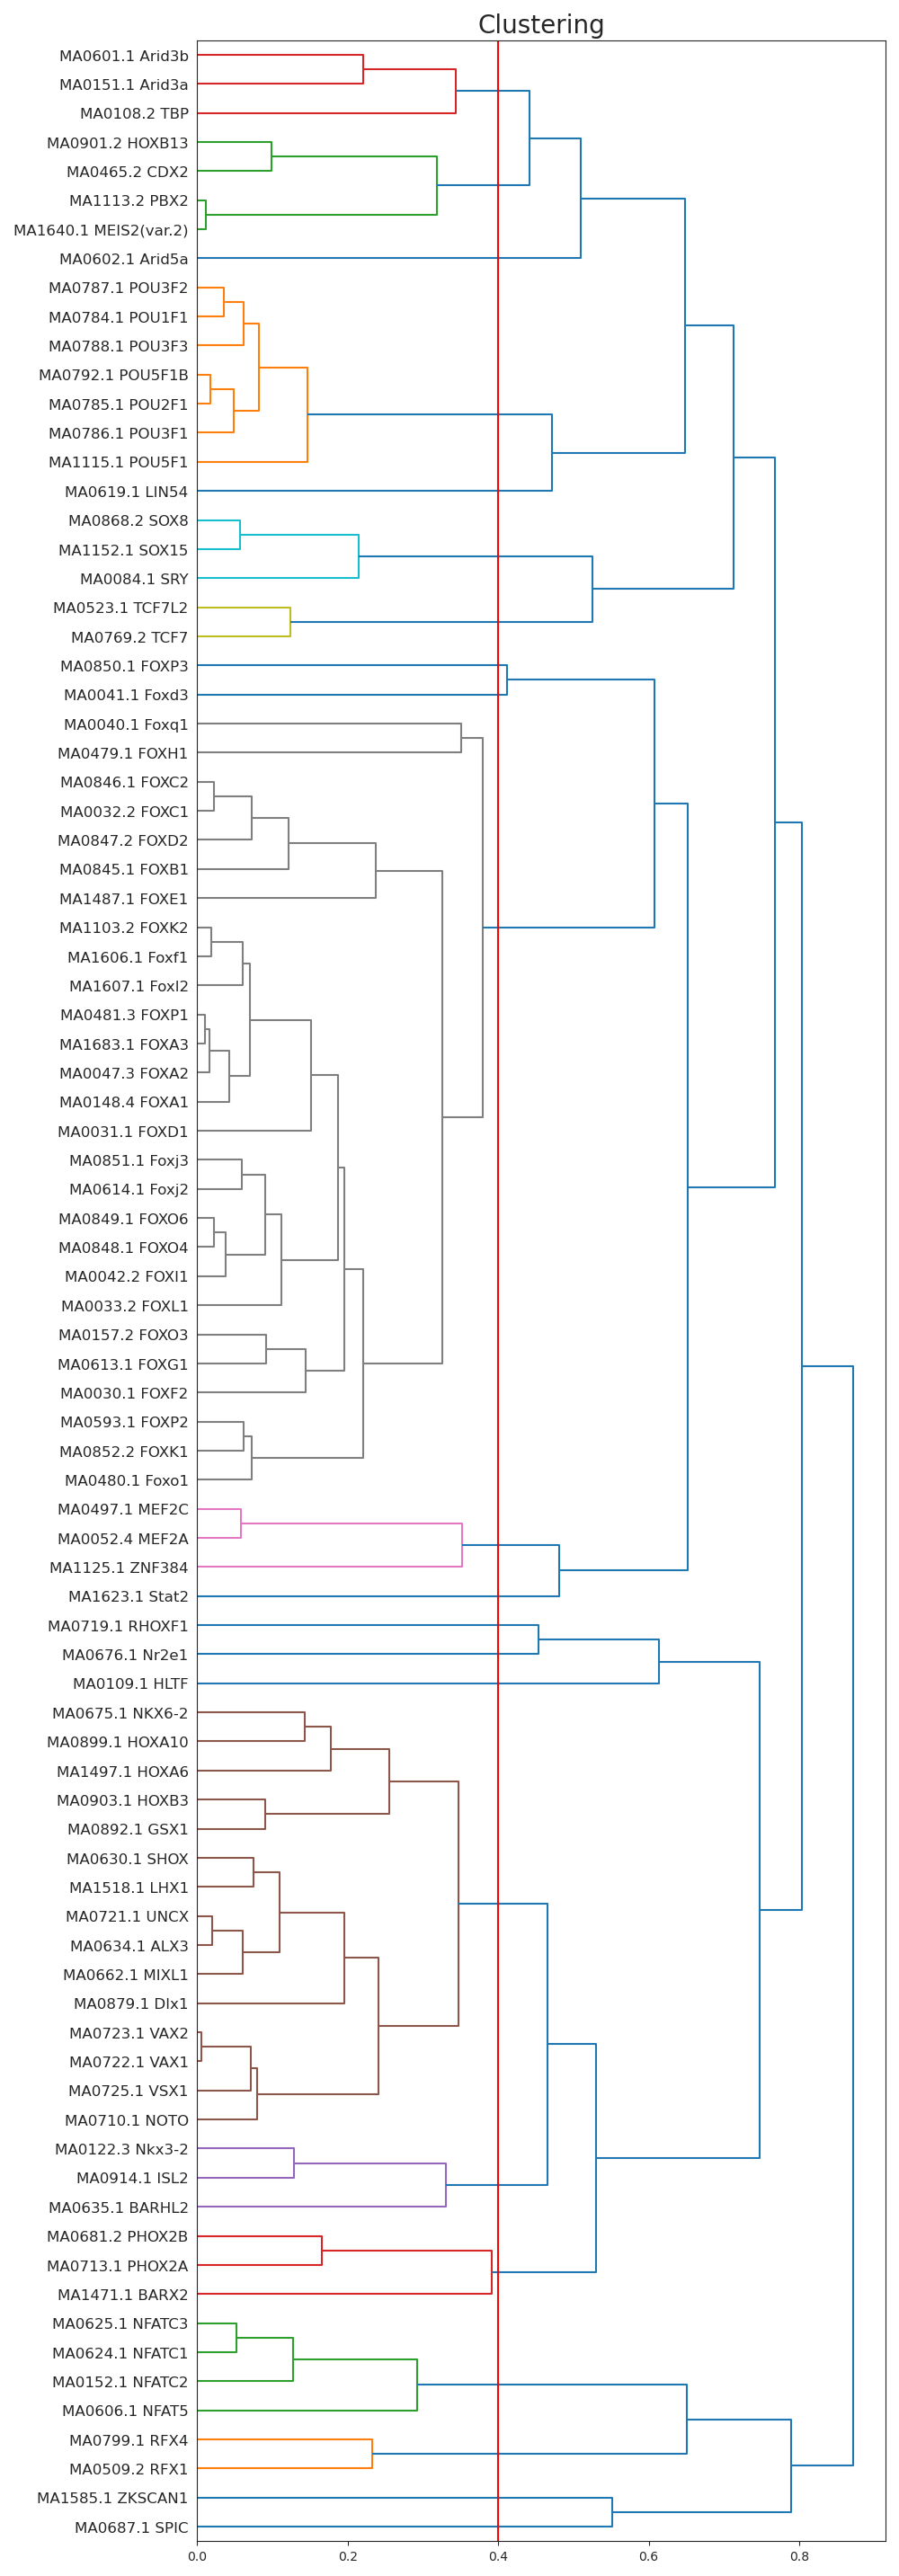 Clustering
MA0601.1 Arid3b
MA0151.1 Arid3a
MA0108.2 TBP
MA0901.2 HOXB13
MA0465.2 CDX2
MA1113.2 PBX2
MA1640.1 MEIS2(var.2)
MA0602.1 Arid5a
MA0787.1 POU3F2
MA0784.1 POU1F1
MA0788.1 POU3F3
MA0792.1 POU5F1B
MA0785.1 POU2F1
MA0786.1 POU3F1
MA1115.1 POU5F1
MA0619.1 LIN54
MA0868.2 SOX8
MA1152.1 SOX15
MA0084.1 SRY
MA0523.1 TCF7L2
MA0769.2 TCF7
MA0850.1 FOXP3
MA0041.1 Foxd3
MA0040.1 Foxq1
MA0479.1 FOXH1
MA0846.1 FOXC2
MA0032.2 FOXC1
MA0847.2 FOXD2
MA0845.1 FOXB1
MA1487.1 FOXE1
MA1103.2 FOXK2
MA1606.1 Foxf1
MA1607.1 Foxl2
MA0481.3 FOXP1
MA1683.1 FOXA3
MA0047.3 FOXA2
MA0148.4 FOXA1
MA0031.1 FOXD1
MA0851.1 Foxj3
MA0614.1 Foxj2
MA0849.1 FOXO6
MA0848.1 FOXO4
MA0042.2 FOXI1
MA0033.2 FOXL1
MA0157.2 FOXO3
MA0613.1 FOXG1
MA0030.1 FOXF2
MA0593.1 FOXP2
MA0852.2 FOXK1
MA0480.1 Foxo1
MA0497.1 MEF2C
MA0052.4 MEF2A
MA1125.1 ZNF384
MA1623.1 Stat2
MA0719.1 RHOXF1
MA0676.1 Nr2e1
MA0109.1 HLTF
MA0675.1 NKX6-2
MA0899.1 HOXA10
MA1497.1 HOXA6
MA0903.1 HOXB3
MA0892.1 GSX1
MA0630.1 SHOX
MA1518.1 LHX1
MA0721.1 UNCX
MA0634.1 ALX3
MA0662.1 MIXL1
MA0879.1 Dlx1
MA0723.1 VAX2
MA0722.1 VAX1
MA0725.1 VSX1
MA0710.1 NOTO
MA0122.3 Nkx3-2
MA0914.1 ISL2
MA0635.1 BARHL2
MA0681.2 PHOX2B
MA0713.1 PHOX2A
MA1471.1 BARX2
MA0625.1 NFATC3
MA0624.1 NFATC1
MA0152.1 NFATC2
MA0606.1 NFAT5
MA0799.1 RFX4
MA0509.2 RFX1
MA1585.1 ZKSCAN1
MA0687.1 SPIC
0.0 0.2 0.4 0.6 0.8